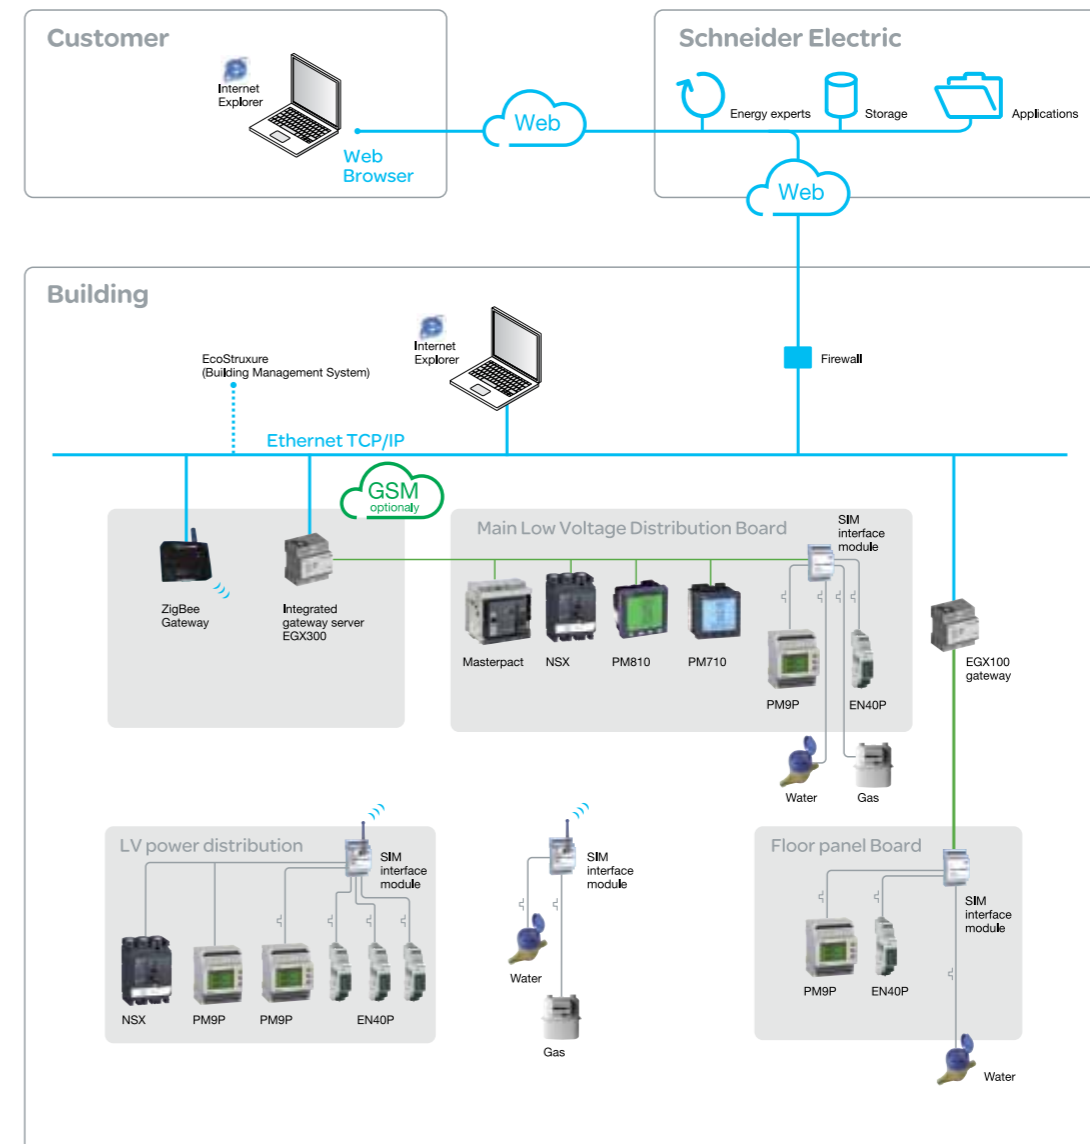 Customer
Internet
Explorer
Web
Browser
Web
Schneider Electric
Energy experts
Storage
Applications
Web
Building
EcoStruxure
(Building Management System)
Internet
Explorer
Firewall
Ethernet TCP/IP
GSM
optionaly
ZigBee
Gateway
Integrated
gateway server
EGX300
Main Low Voltage Distribution Board
SIM
interface
module
Masterpact
NSX
PM810
PM710
PM9P
EN40P
Water
Gas
EGX100
gateway
LV power distribution
SIM
interface
module
NSX
PM9P
PM9P
EN40P
SIM
interface
module
Water
Gas
Floor panel Board
SIM
interface
module
PM9P
EN40P
Water